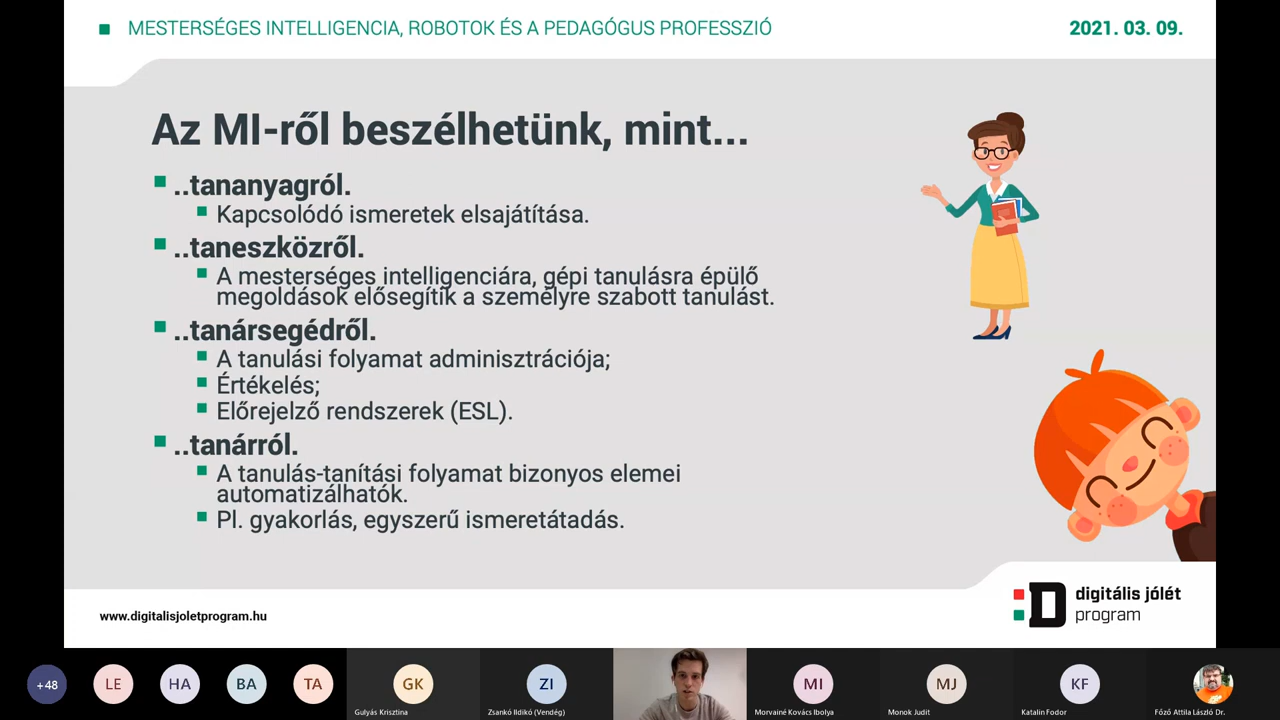 MESTERSÉGES INTELLIGENCIA, ROBOTOK ÉS A PEDAGÓGUS PROFESSZIÓ
2021. 03. 09.
Az MI-ről beszélhetünk, mint...
..tananyagról.
Kapcsolódó ismeretek elsajátítása.
..taneszközről.
A mesterséges intelligenciára, gépi tanulásra épülő
megoldások elősegítik a személyre szabott tanulást.
..tanársegédről.
A tanulási folyamat adminisztrációja;
Értékelés;
Előrejelző rendszerek (ESL).
..tanárról.
A tanulás-tanítási folyamat bizonyos elemei
automatizálhatók.
Pl. gyakorlás, egyszerű ismeretátadás.
www.digitalisjoletprogram.hu
digitális jólét
program
+48
LE
HA
BA
TA
GK
Gulyás Krisztina
ZI
Zsankó Ildikó (Vendég)
MI
Morvainé Kovács Ibolya
MJ
Monok Judit
KF
Katalin Fodor
Főző Attila László Dr.